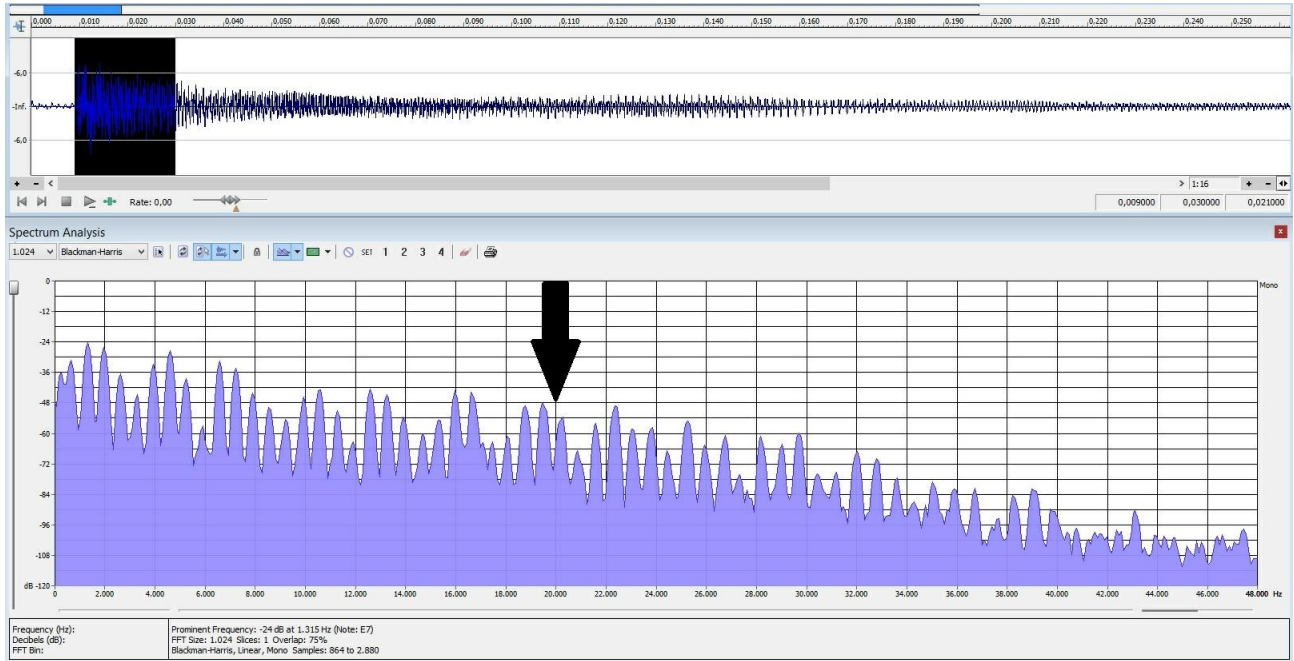 0.000 0.010 0.020 0.030 0.040 0.050 0.060 0.070 0.080 0.090 0.100 0.110 0.120 0.130 0.140 0.150 0.160 0.170 0.180 0.190 0.200 0.210 0.220 0.230 0.240 0.250
-6.0
-Inf.
-6.0
+ - < > 1:16 + -
Rate: 0,00 0,009000 0,030000 0,021000
Spectrum Analysis x
1.024 Blackman-Harris SET 1 2 3 4
0 Mono
-12
-24
-36
-48
-60
-72
-84
-96
-108
dB -120
0 2.000 4.000 6.000 8.000 10.000 12.000 14.000 16.000 18.000 20.000 22.000 24.000 26.000 28.000 30.000 32.000 34.000 36.000 38.000 40.000 42.000 44.000 46.000 48.000 Hz
Frequency (Hz): Prominent Frequency: -24 dB at 1.315 Hz (Note: E7)
Decibels (dB): FFT Size: 1.024 Slices: 1 Overlap: 75%
FFT Bin: Blackman-Harris, Linear, Mono Samples: 864 to 2.880